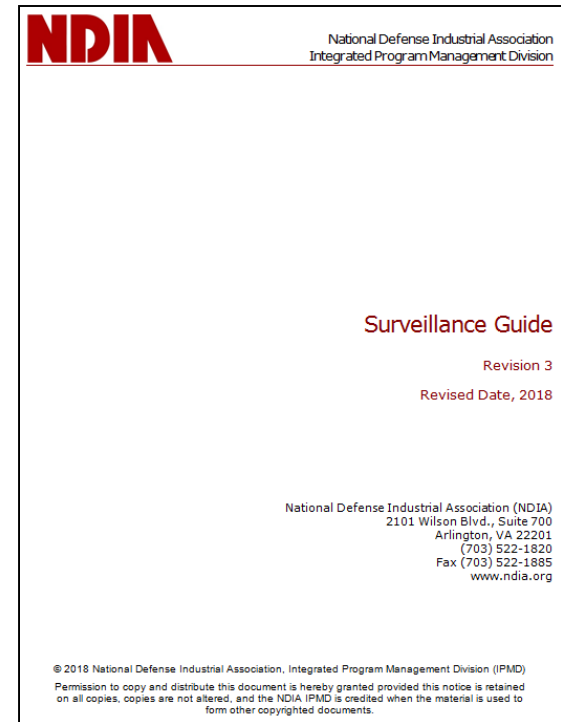 NDIA
National Defense Industrial Association
Integrated Program Management Division
Surveillance Guide
Revision 3
Revised Date, 2018
National Defense Industrial Association (NDIA)
2101 Wilson Blvd., Suite 700
Arlington, VA 22201
(703) 522-1820
Fax (703) 522-1885
www.ndia.org
© 2018 National Defense Industrial Association, Integrated Program Management Division (IPMD)
Permission to copy and distribute this document is hereby granted provided this notice is retained
on all copies, copies are not altered, and the NDIA IPMD is credited when the material is used to
form other copyrighted documents.